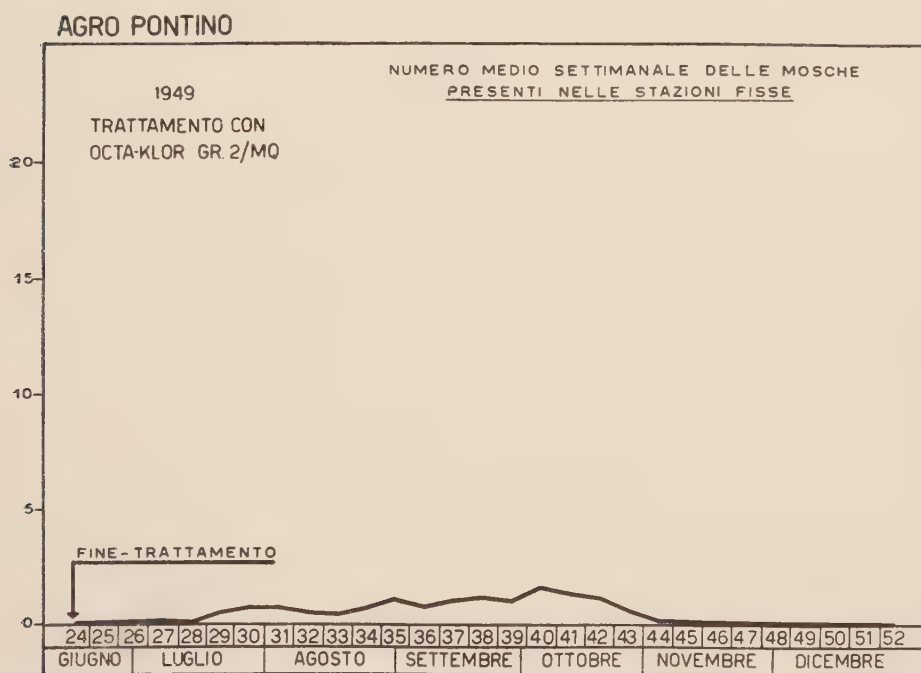 AGRO PONTINO
NUMERO MEDIO SETTIMANALE DELLE MOSCHE
PRESENTI NELLE STAZIONI FISSE
1949
TRATTAMENTO CON
OCTA-KLOR GR. 2/MQ
20
15
10
5
FINE-TRATTAMENTO
0
24 25 26 27 28 29 30 31 32 33 34 35 36 37 38 39 40 41 42 43 44 45 46 47 48 49 50 51 52
GIUGNO LUGLIO AGOSTO SETTEMBRE OTTOBRE NOVEMBRE DICEMBRE